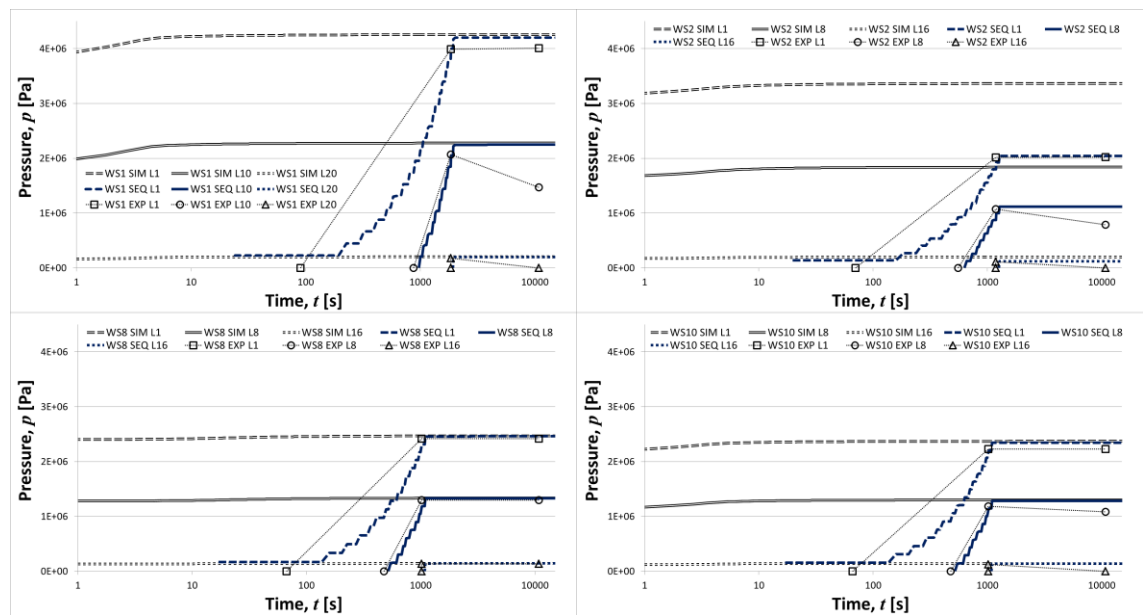 4E+06
3E+06
2E+06
1E+06
0E+00
Pressure, p [Pa]
WS1 SIM L1 WS1 SIM L10 WS1 SIM L20
WS1 SEQ L1 WS1 SEQ L10 WS1 SEQ L20
WS1 EXP L1 WS1 EXP L10 WS1 EXP L20
1 10 100 1000 10000
Time, t [s]
WS2 SIM L1 WS2 SIM L8 WS2 SIM L16 WS2 SEQ L1 WS2 SEQ L8
WS2 SEQ L16 WS2 EXP L1 WS2 EXP L8 WS2 EXP L16
4E+06
3E+06
2E+06
1E+06
0E+00
Pressure, p [Pa]
1 10 100 1000 10000
Time, t [s]
WS8 SIM L1 WS8 SIM L8 WS8 SIM L16 WS8 SEQ L1 WS8 SEQ L8
WS8 SEQ L16 WS8 EXP L1 WS8 EXP L8 WS8 EXP L16
4E+06
3E+06
2E+06
1E+06
0E+00
Pressure, p [Pa]
1 10 100 1000 10000
Time, t [s]
WS10 SIM L1 WS10 SIM L8 WS10 SIM L16 WS10 SEQ L1 WS10 SEQ L8
WS10 SEQ L16 WS10 EXP L1 WS10 EXP L8 WS10 EXP L16
4E+06
3E+06
2E+06
1E+06
0E+00
Pressure, p [Pa]
1 10 100 1000 10000
Time, t [s]